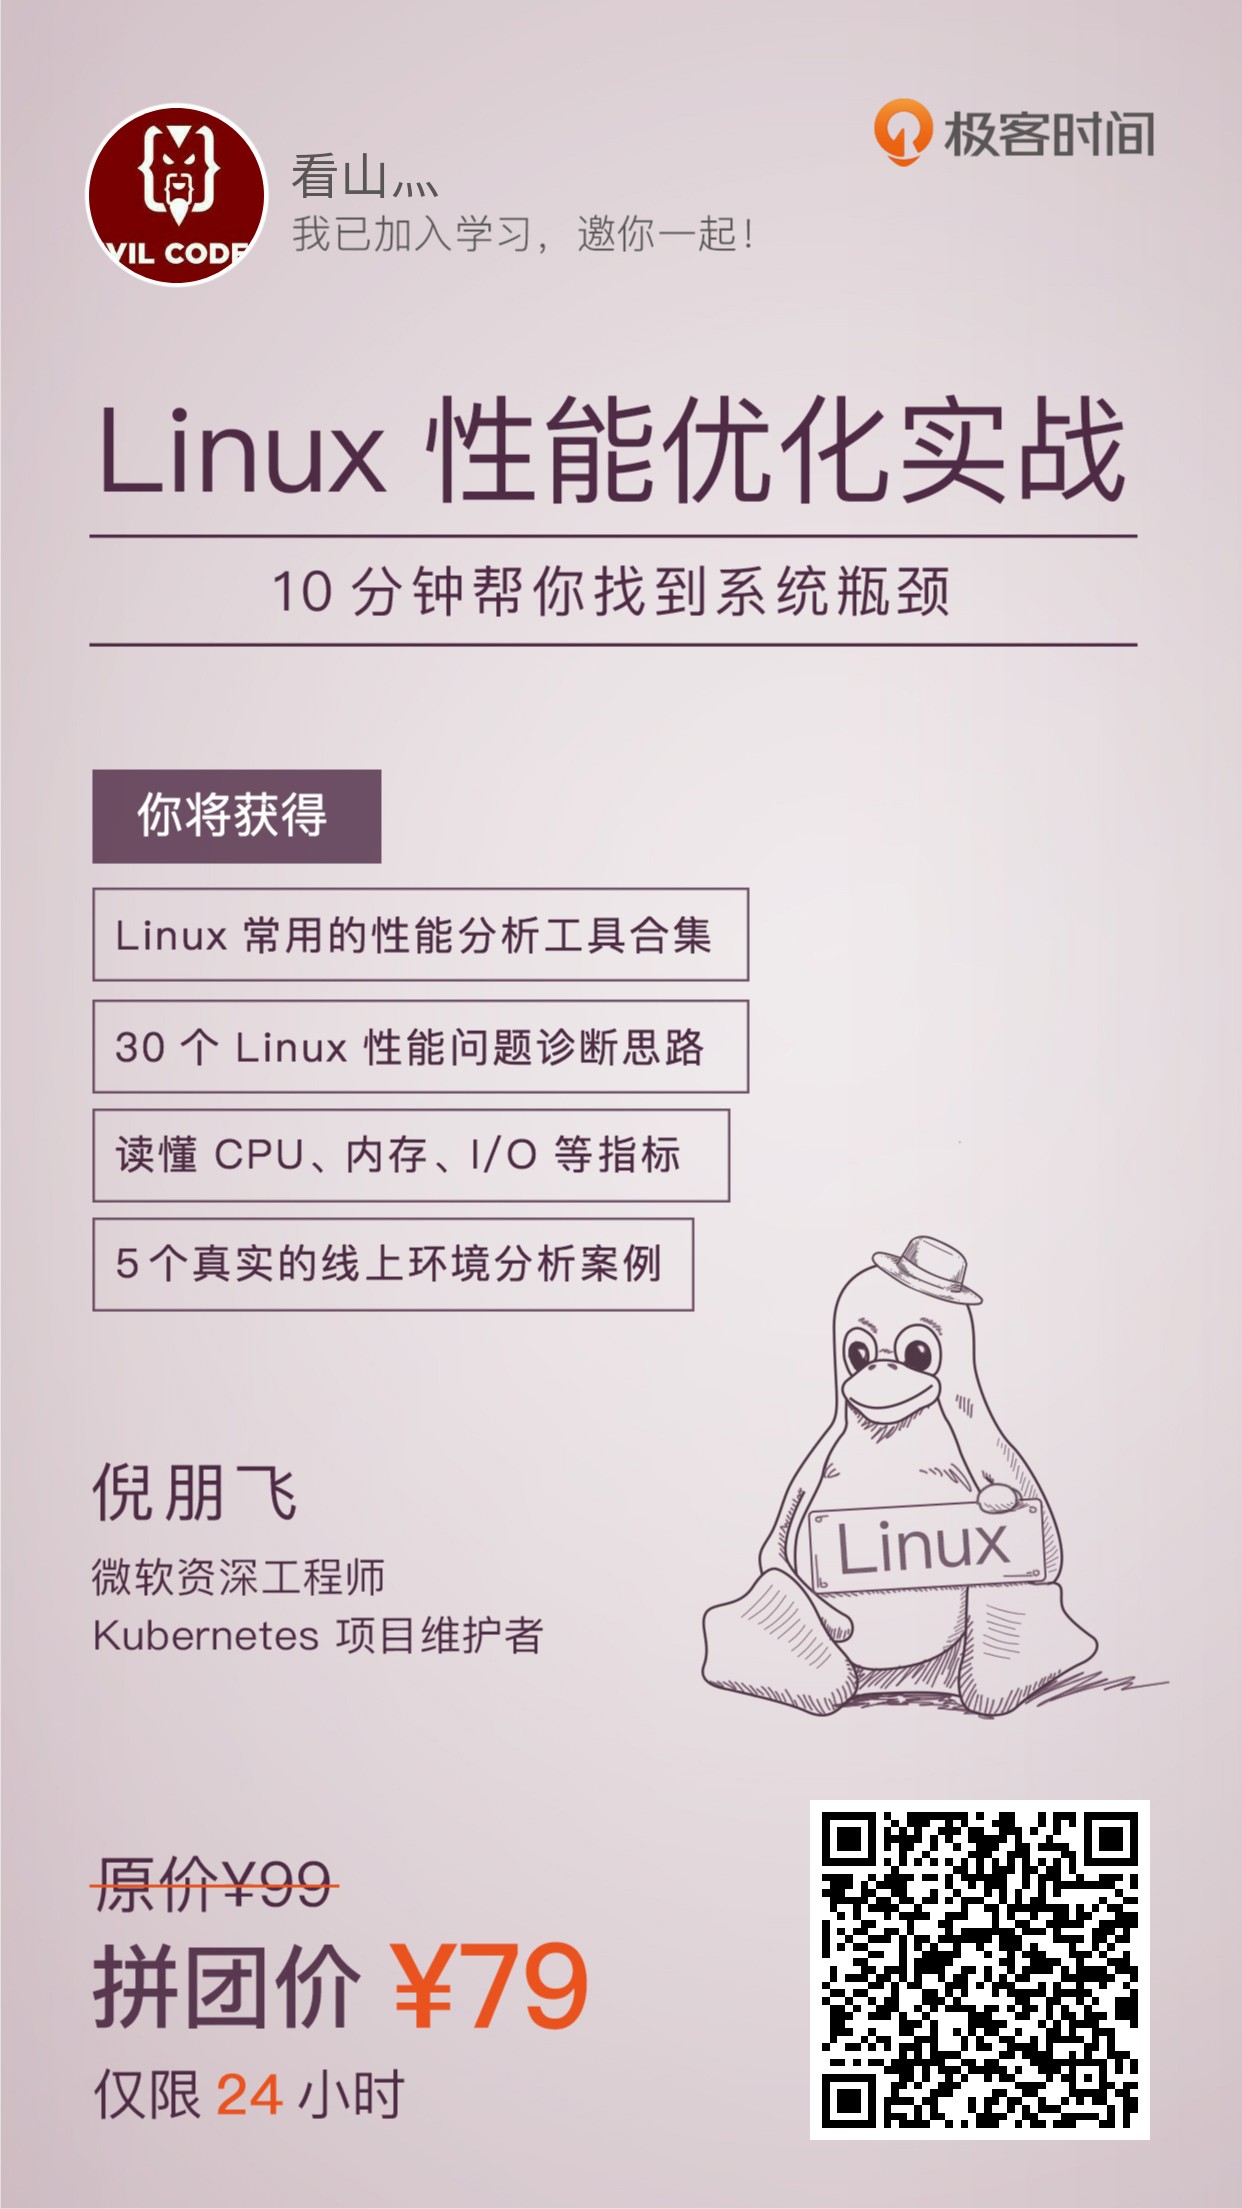 极客时间
VIL CODE
看山灬
我已加入学习，邀你一起！
Linux 性能优化实战
10 分钟帮你找到系统瓶颈
你将获得
Linux 常用的性能分析工具合集
30 个 Linux 性能问题诊断思路
读懂 CPU、内存、I/O 等指标
5个真实的线上环境分析案例
倪朋飞
微软资深工程师
Kubernetes 项目维护者
Linux
原价¥99
拼团价 ¥79
仅限 24 小时